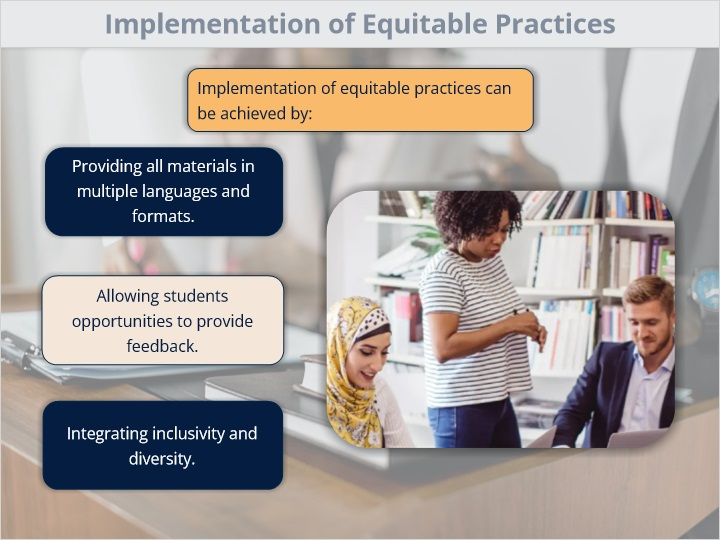 Implementation of Equitable Practices
Implementation of equitable practices can
be achieved by:
Providing all materials in
multiple languages and
formats.
Allowing students
opportunities to provide
feedback.
Integrating inclusivity and
diversity.